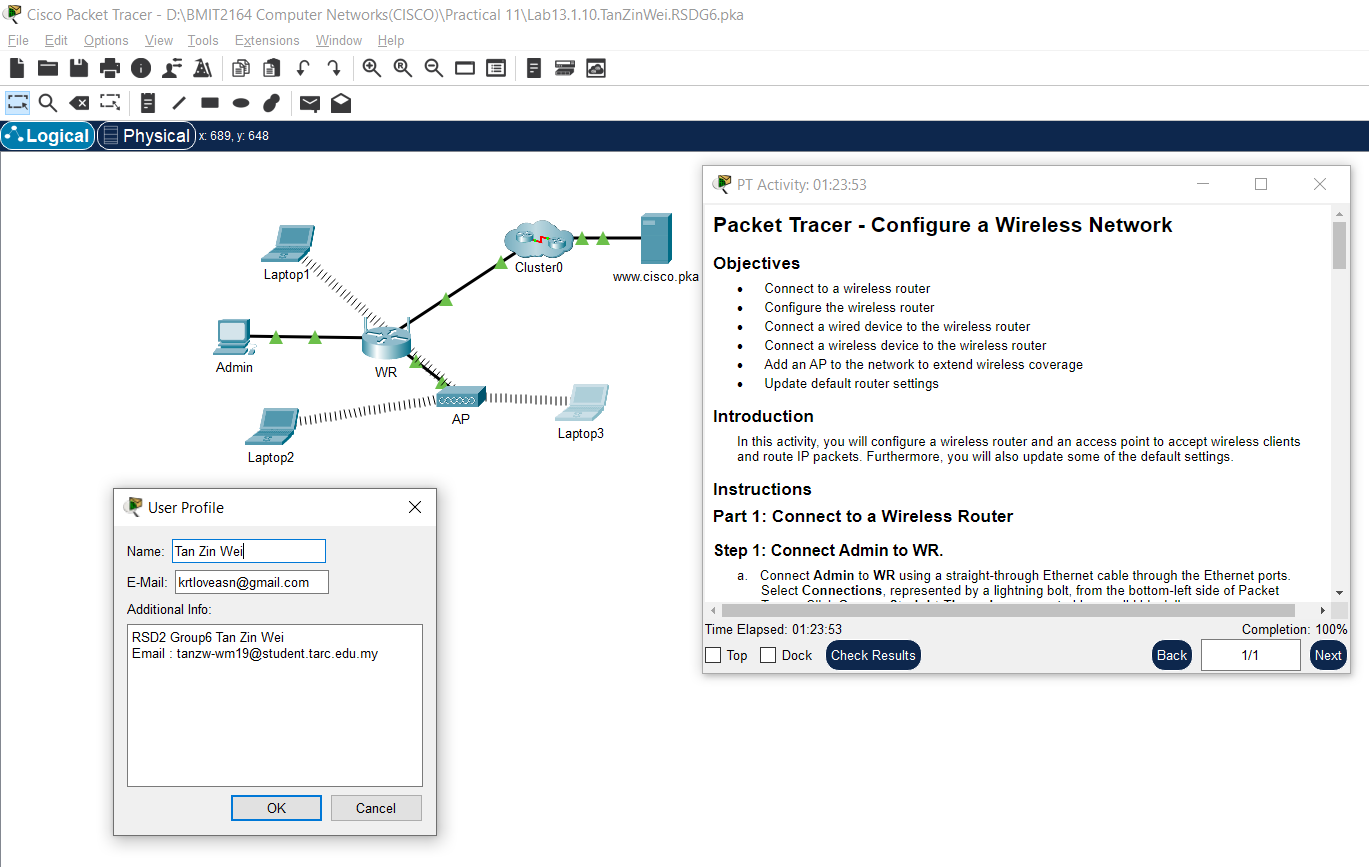 Cisco Packet Tracer - D:\BMIT2164 Computer Networks(CISCO)\Practical 11\Lab13.1.10.TanZinWei.RSDG6.pka
File Edit Options View Tools Extensions Window Help
Logical Physical x: 689, y: 648
Laptop1
Cluster0
www.cisco.pka
Admin
WR
AP
Laptop2
Laptop3
PT Activity: 01:23:53
Packet Tracer - Configure a Wireless Network
Objectives
• Connect to a wireless router
• Configure the wireless router
• Connect a wired device to the wireless router
• Connect a wireless device to the wireless router
• Add an AP to the network to extend wireless coverage
• Update default router settings
Introduction
In this activity, you will configure a wireless router and an access point to accept wireless clients
and route IP packets. Furthermore, you will also update some of the default settings.
Instructions
Part 1: Connect to a Wireless Router
Step 1: Connect Admin to WR.
a. Connect Admin to WR using a straight-through Ethernet cable through the Ethernet ports.
Select Connections, represented by a lightning bolt, from the bottom-left side of Packet
Time Elapsed: 01:23:53 Completion: 100%
Top Dock Check Results Back 1/1 Next
User Profile
Name: Tan Zin Wei
E-Mail: krtloveasn@gmail.com
Additional Info:
RSD2 Group6 Tan Zin Wei
Email : tanzw-wm19@student.tarc.edu.my
OK Cancel